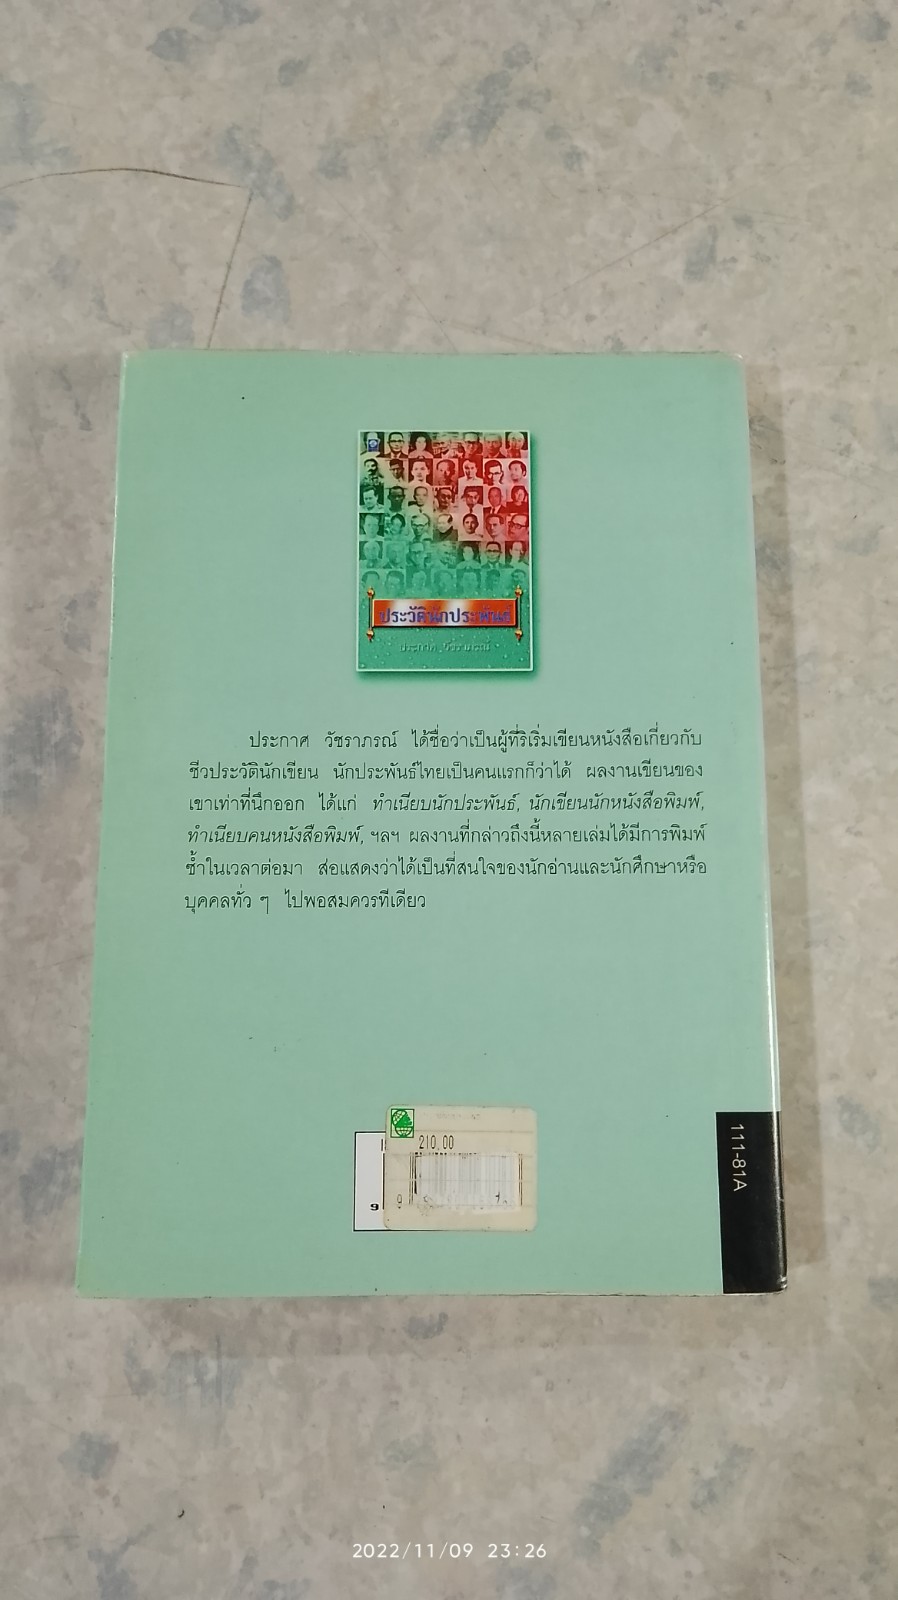 ประวัตินักประพันธ์
ประกาศ วัชราภรณ์
ประกาศ วัชราภรณ์ ได้ชื่อว่าเป็นผู้ที่ริเริ่มเขียนหนังสือเกี่ยวกับ
ชีวประวัตินักเขียน นักประพันธ์ไทยเป็นคนแรกก็ว่าได้ ผลงานเขียนของ
เขาเท่าที่นึกออก ได้แก่ ทำเนียบนักประพันธ์, นักเขียนนักหนังสือพิมพ์,
ทำเนียบคนหนังสือพิมพ์, ฯลฯ ผลงานที่กล่าวถึงนี้หลายเล่มได้มีการพิมพ์
ซ้ำในเวลาต่อมา ส่อแสดงว่าได้เป็นที่สนใจของนักอ่านและนักศึกษาหรือ
บุคคลทั่ว ๆ ไปพอสมควรทีเดียว
210.00
9
111-81A
2022/11/09 23:26